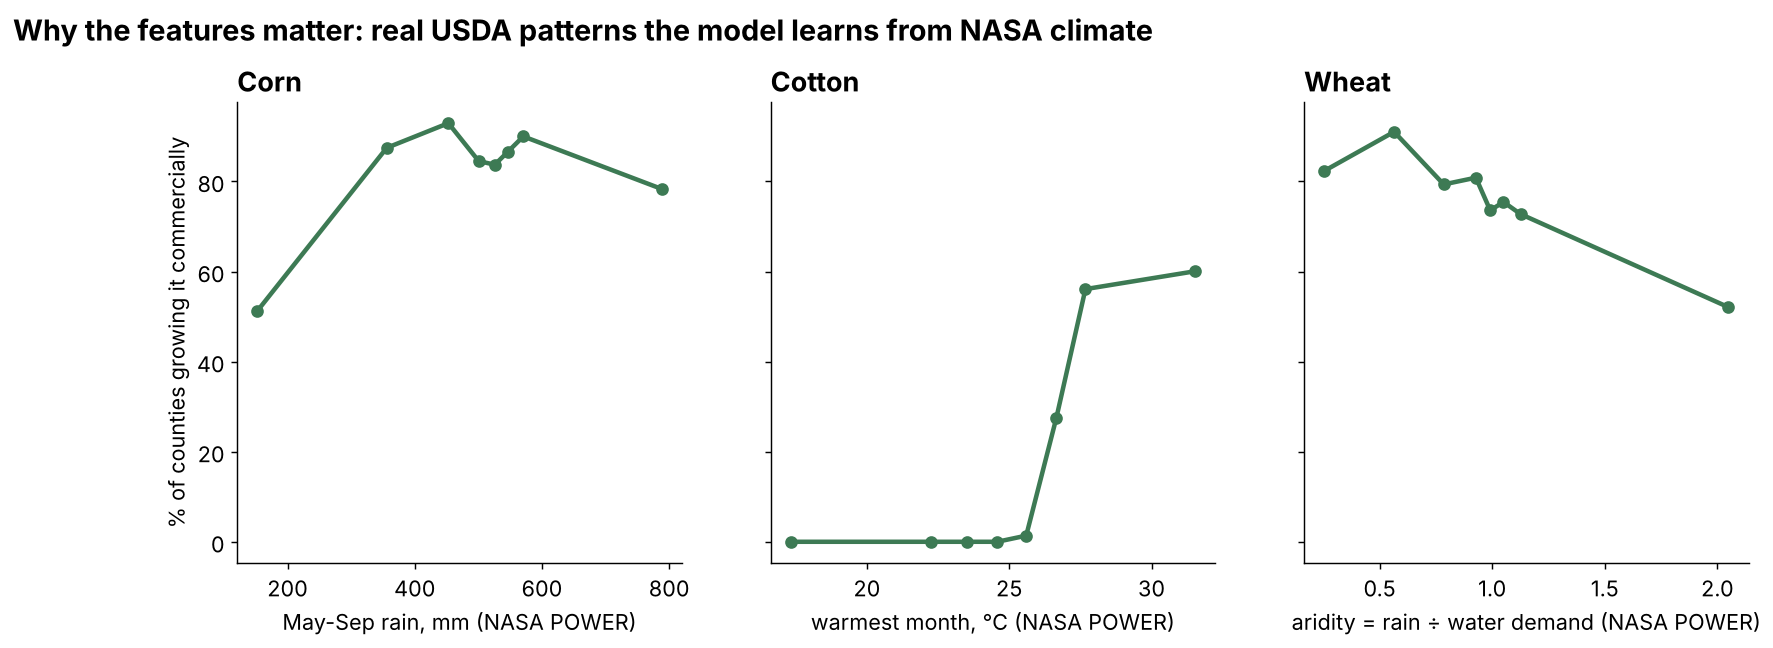 Why the features matter: real USDA patterns the model learns from NASA climate
Corn
% of counties growing it commercially
80
60
40
20
0
200 400 600 800
May-Sep rain, mm (NASA POWER)
Cotton
20 25 30
warmest month, °C (NASA POWER)
Wheat
0.5 1.0 1.5 2.0
aridity = rain ÷ water demand (NASA POWER)